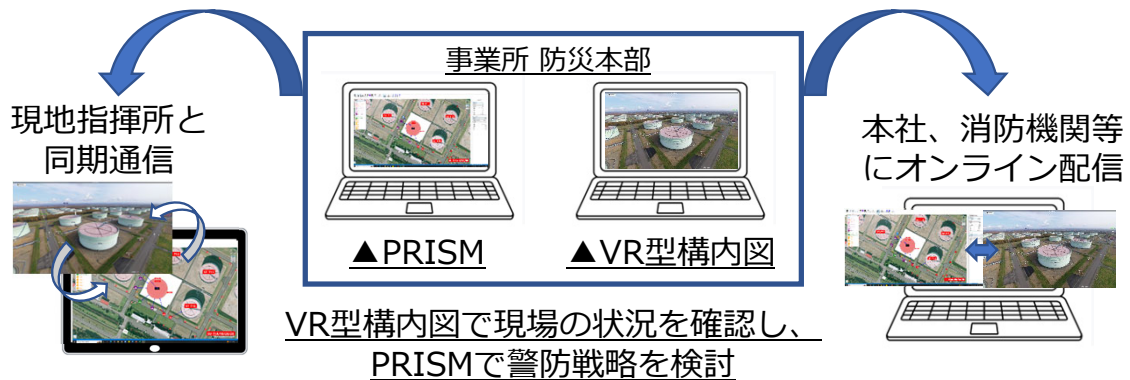 事業所 防災本部
現地指揮所と
同期通信
▲PRISM
▲VR型構内図
本社、消防機関等
にオンライン配信
VR型構内図で現場の状況を確認し、
PRISMで警防戦略を検討